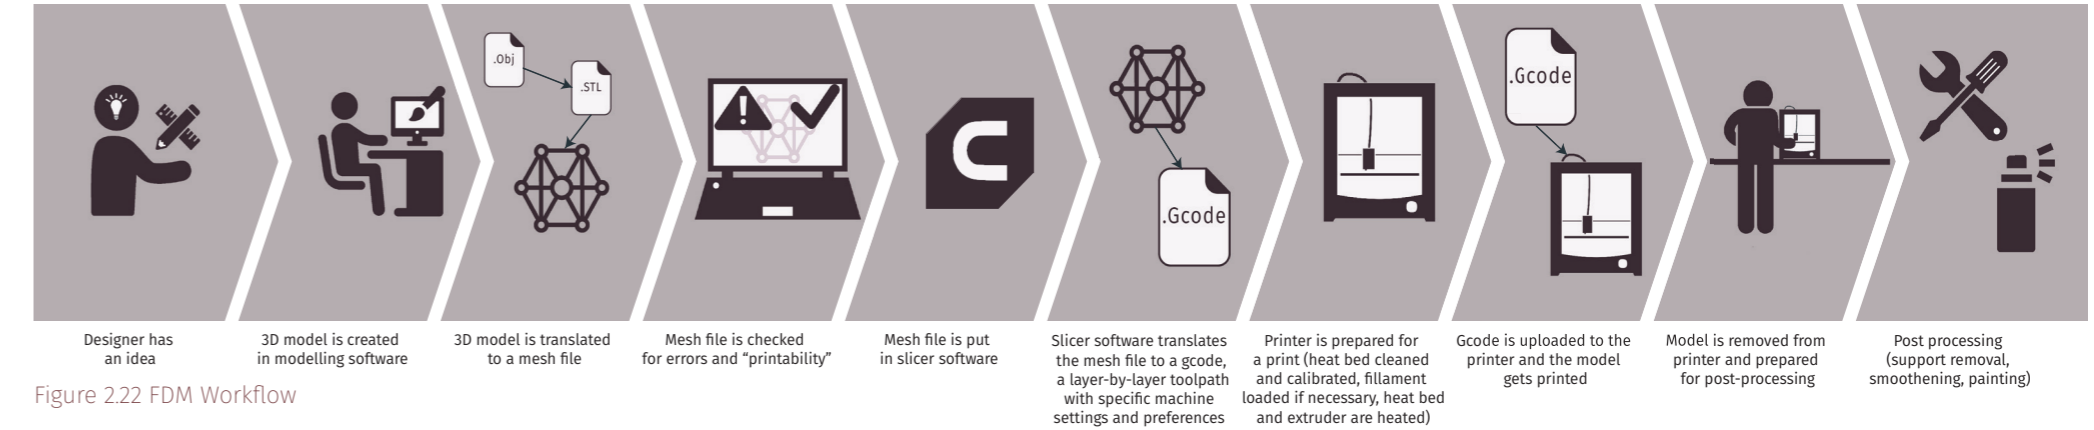 .Obj
.STL
.Gcode
.Gcode
Designer has
an idea
3D model is created
in modelling software
3D model is translated
to a mesh file
Mesh file is checked
for errors and “printability”
Mesh file is put
in slicer software
Slicer software translates
the mesh file to a gcode,
a layer-by-layer toolpath
with specific machine
settings and preferences
Printer is prepared for
a print (heat bed cleaned
and calibrated, fillament
loaded if necessary, heat bed
and extruder are heated)
Gcode is uploaded to the
printer and the model
gets printed
Model is removed from
printer and prepared
for post-processing
Post processing
(support removal,
smoothening, painting)
Figure 2.22 FDM Workflow